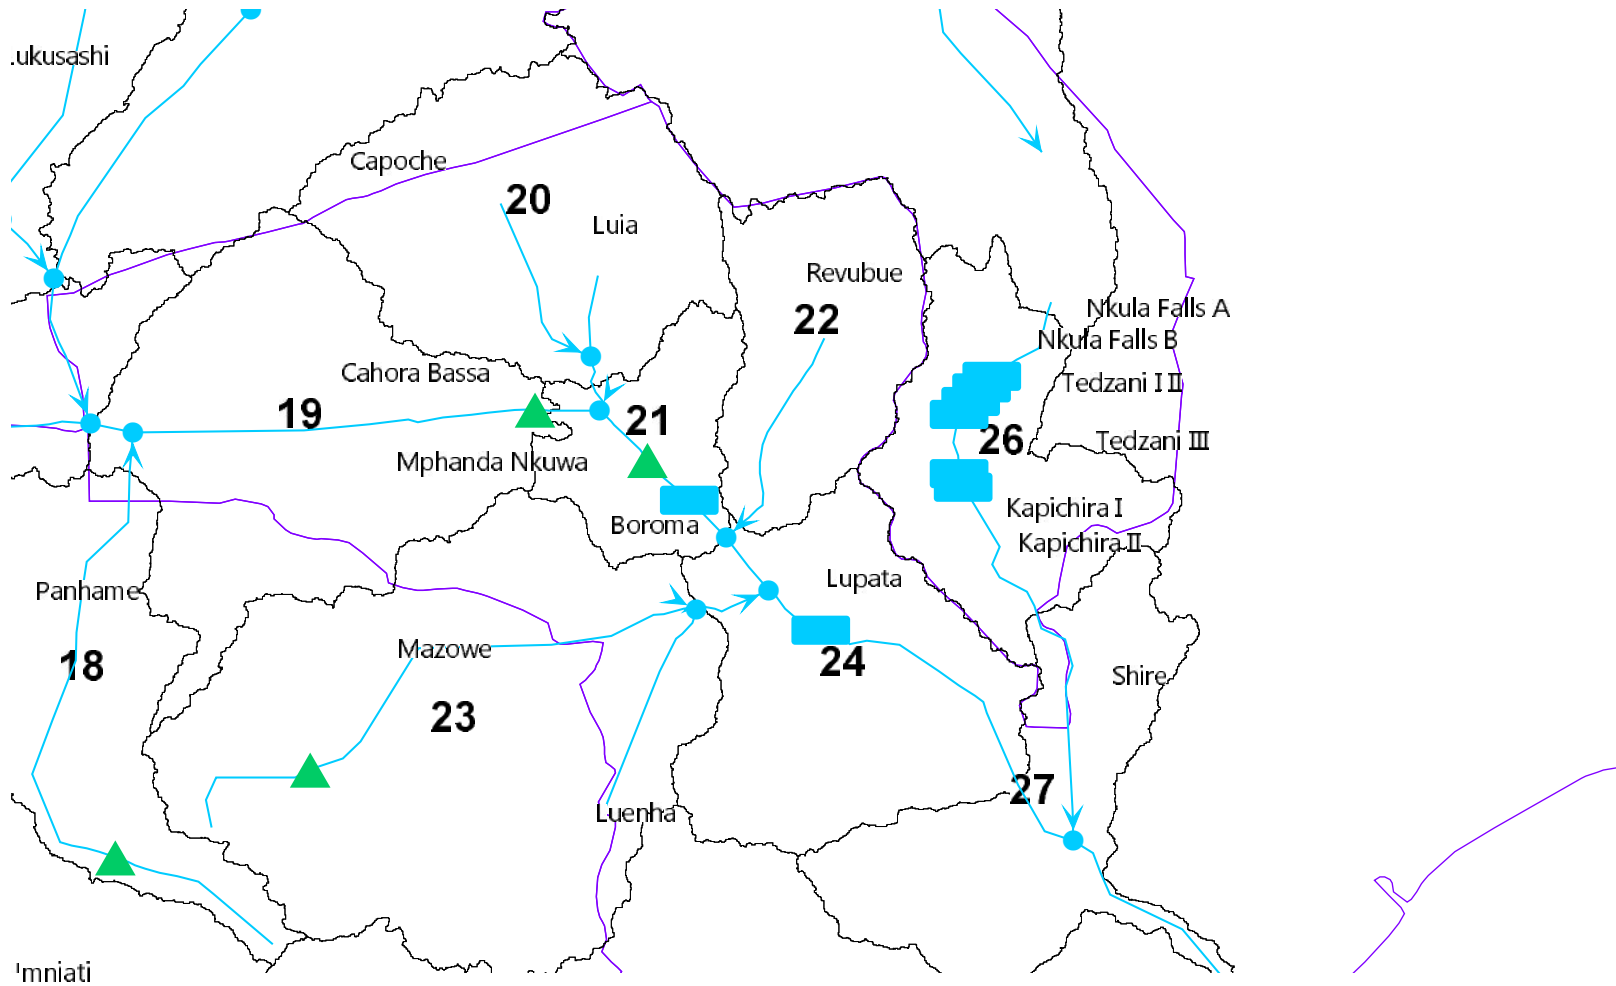 .ukusashi
Capoche
20
Luia
Revubue
Nkula Falls A
22
Nkula Falls B
Cahora Bassa
Tedzani I II
19
21
26
Tedzani III
Mphanda Nkuwa
Kapichira I
Boroma
Kapichira II
Lupata
Panhame
Mazowe
18
24
Shire
23
27
Luenha
'mniati